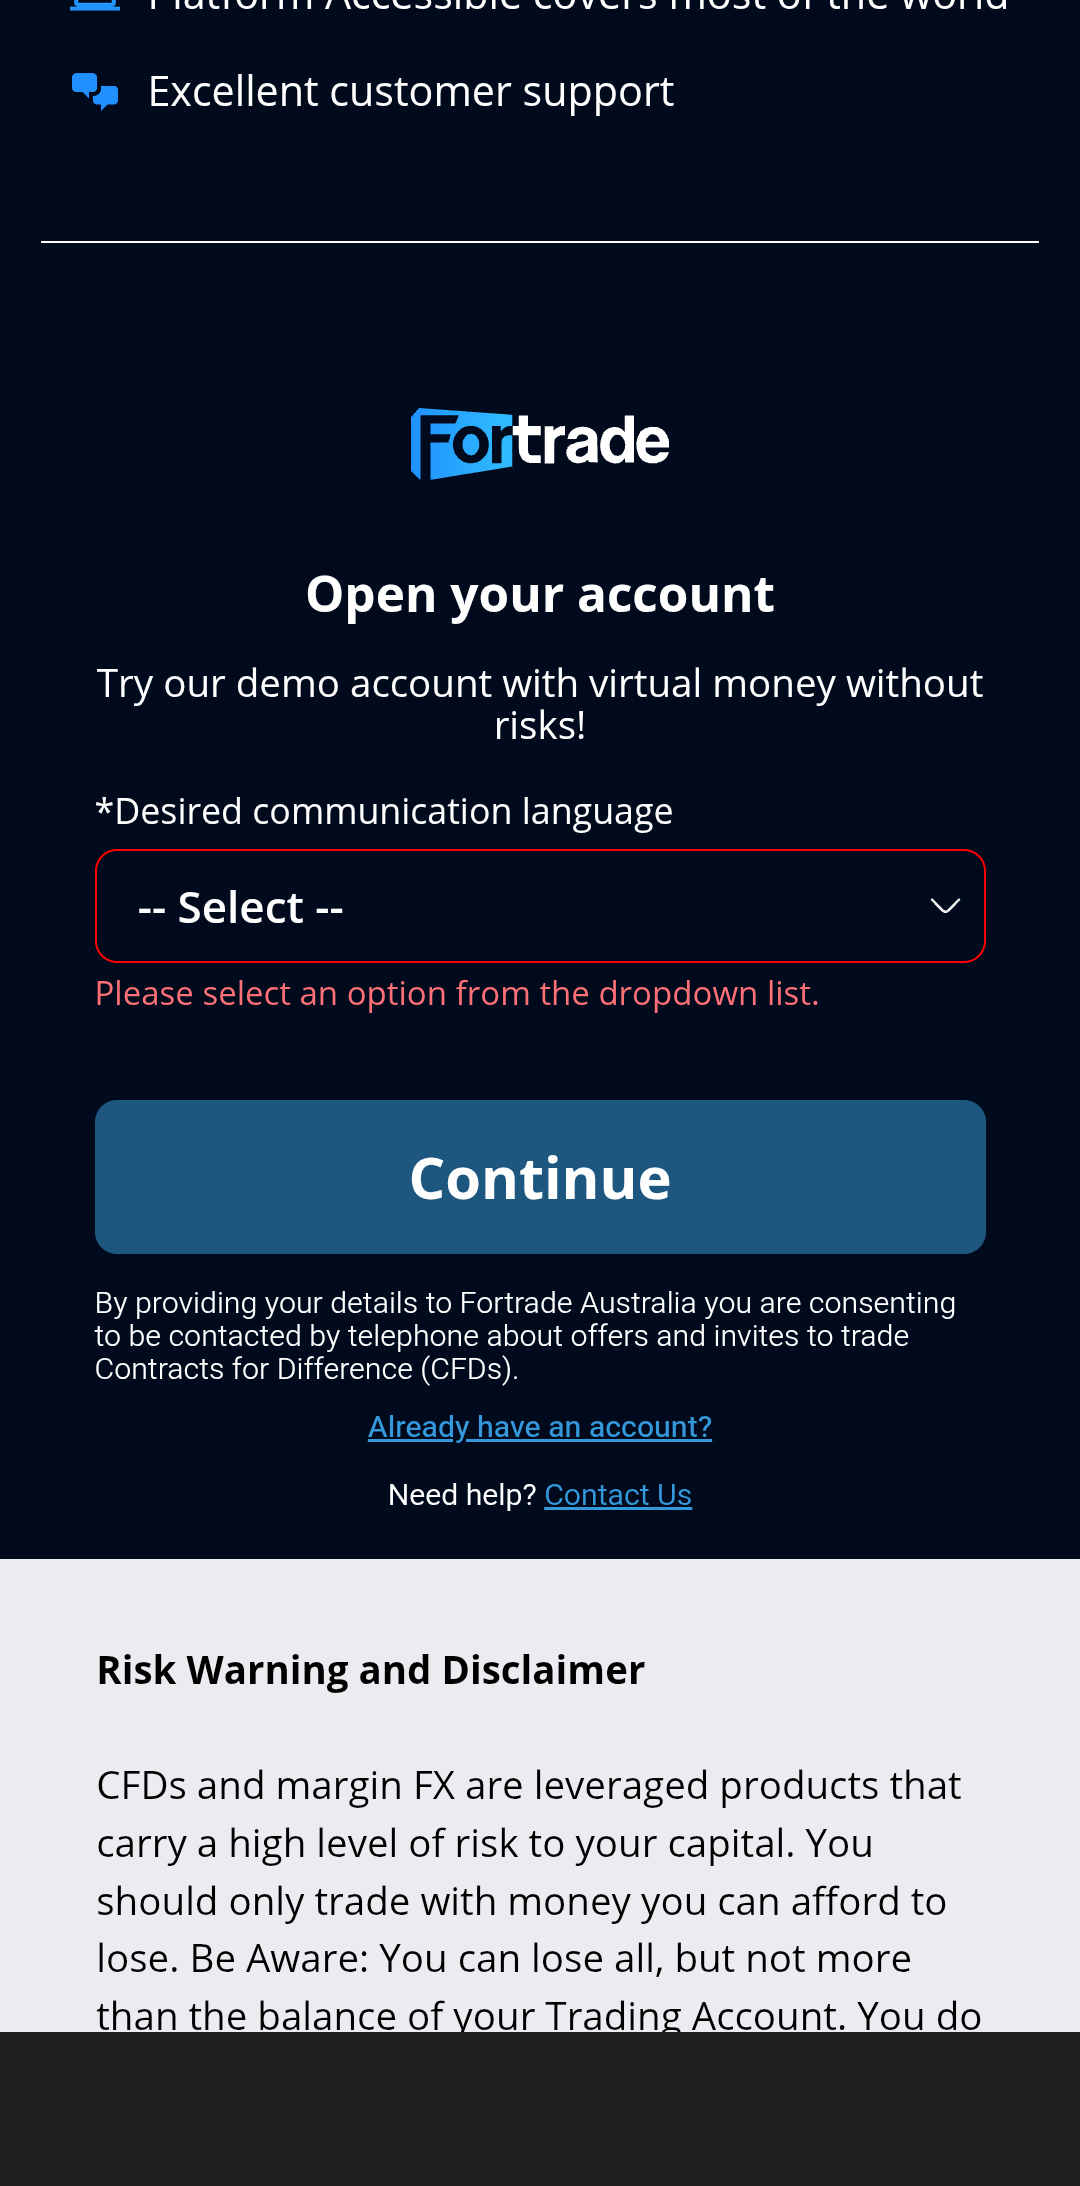 Platform Accessible covers most of the world
Excellent customer support
Fortrade
Open your account
Try our demo account with virtual money without
risks!
*Desired communication language
-- Select --
Please select an option from the dropdown list.
Continue
By providing your details to Fortrade Australia you are consenting
to be contacted by telephone about offers and invites to trade
Contracts for Difference (CFDs).
Already have an account?
Need help? Contact Us
Risk Warning and Disclaimer
CFDs and margin FX are leveraged products that
carry a high level of risk to your capital. You
should only trade with money you can afford to
lose. Be Aware: You can lose all, but not more
than the balance of your Trading Account. You do